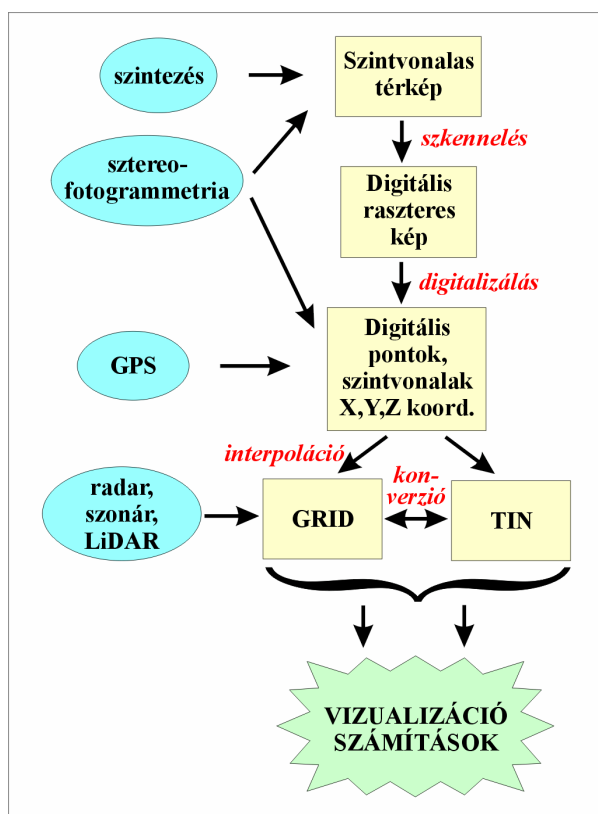 szintezés
Szintvonalas
térkép
szkennelés
sztereo-
fotogrammetria
Digitális
raszteres
kép
digitalizálás
Digitális
pontok,
szintvonalak
X,Y,Z koord.
GPS
interpoláció
kon-
verzió
radar,
szonár,
LiDAR
GRID
TIN
VIZUALIZÁCIÓ
SZÁMÍTÁSOK